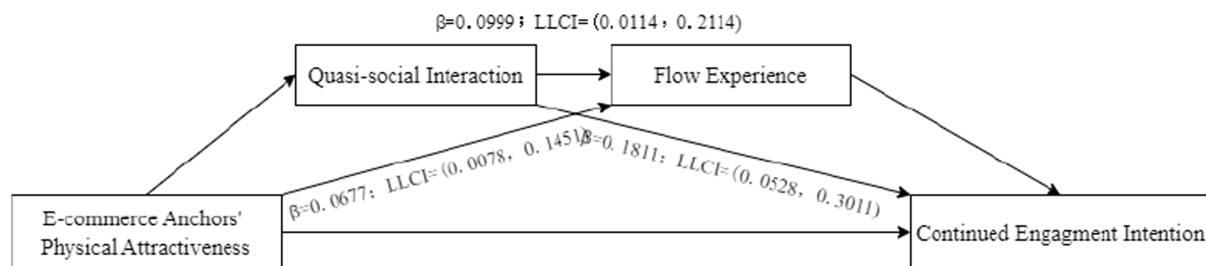 β=0.0999; LLCI=(0.0114, 0.2114)
Quasi-social Interaction
Flow Experience
β=0.0677; LLCI=(0.0078, 0.1451)
β=0.1811; LLCI=(0.0528, 0.3011)
E-commerce Anchors'
Physical Attractiveness
Continued Engagment Intention